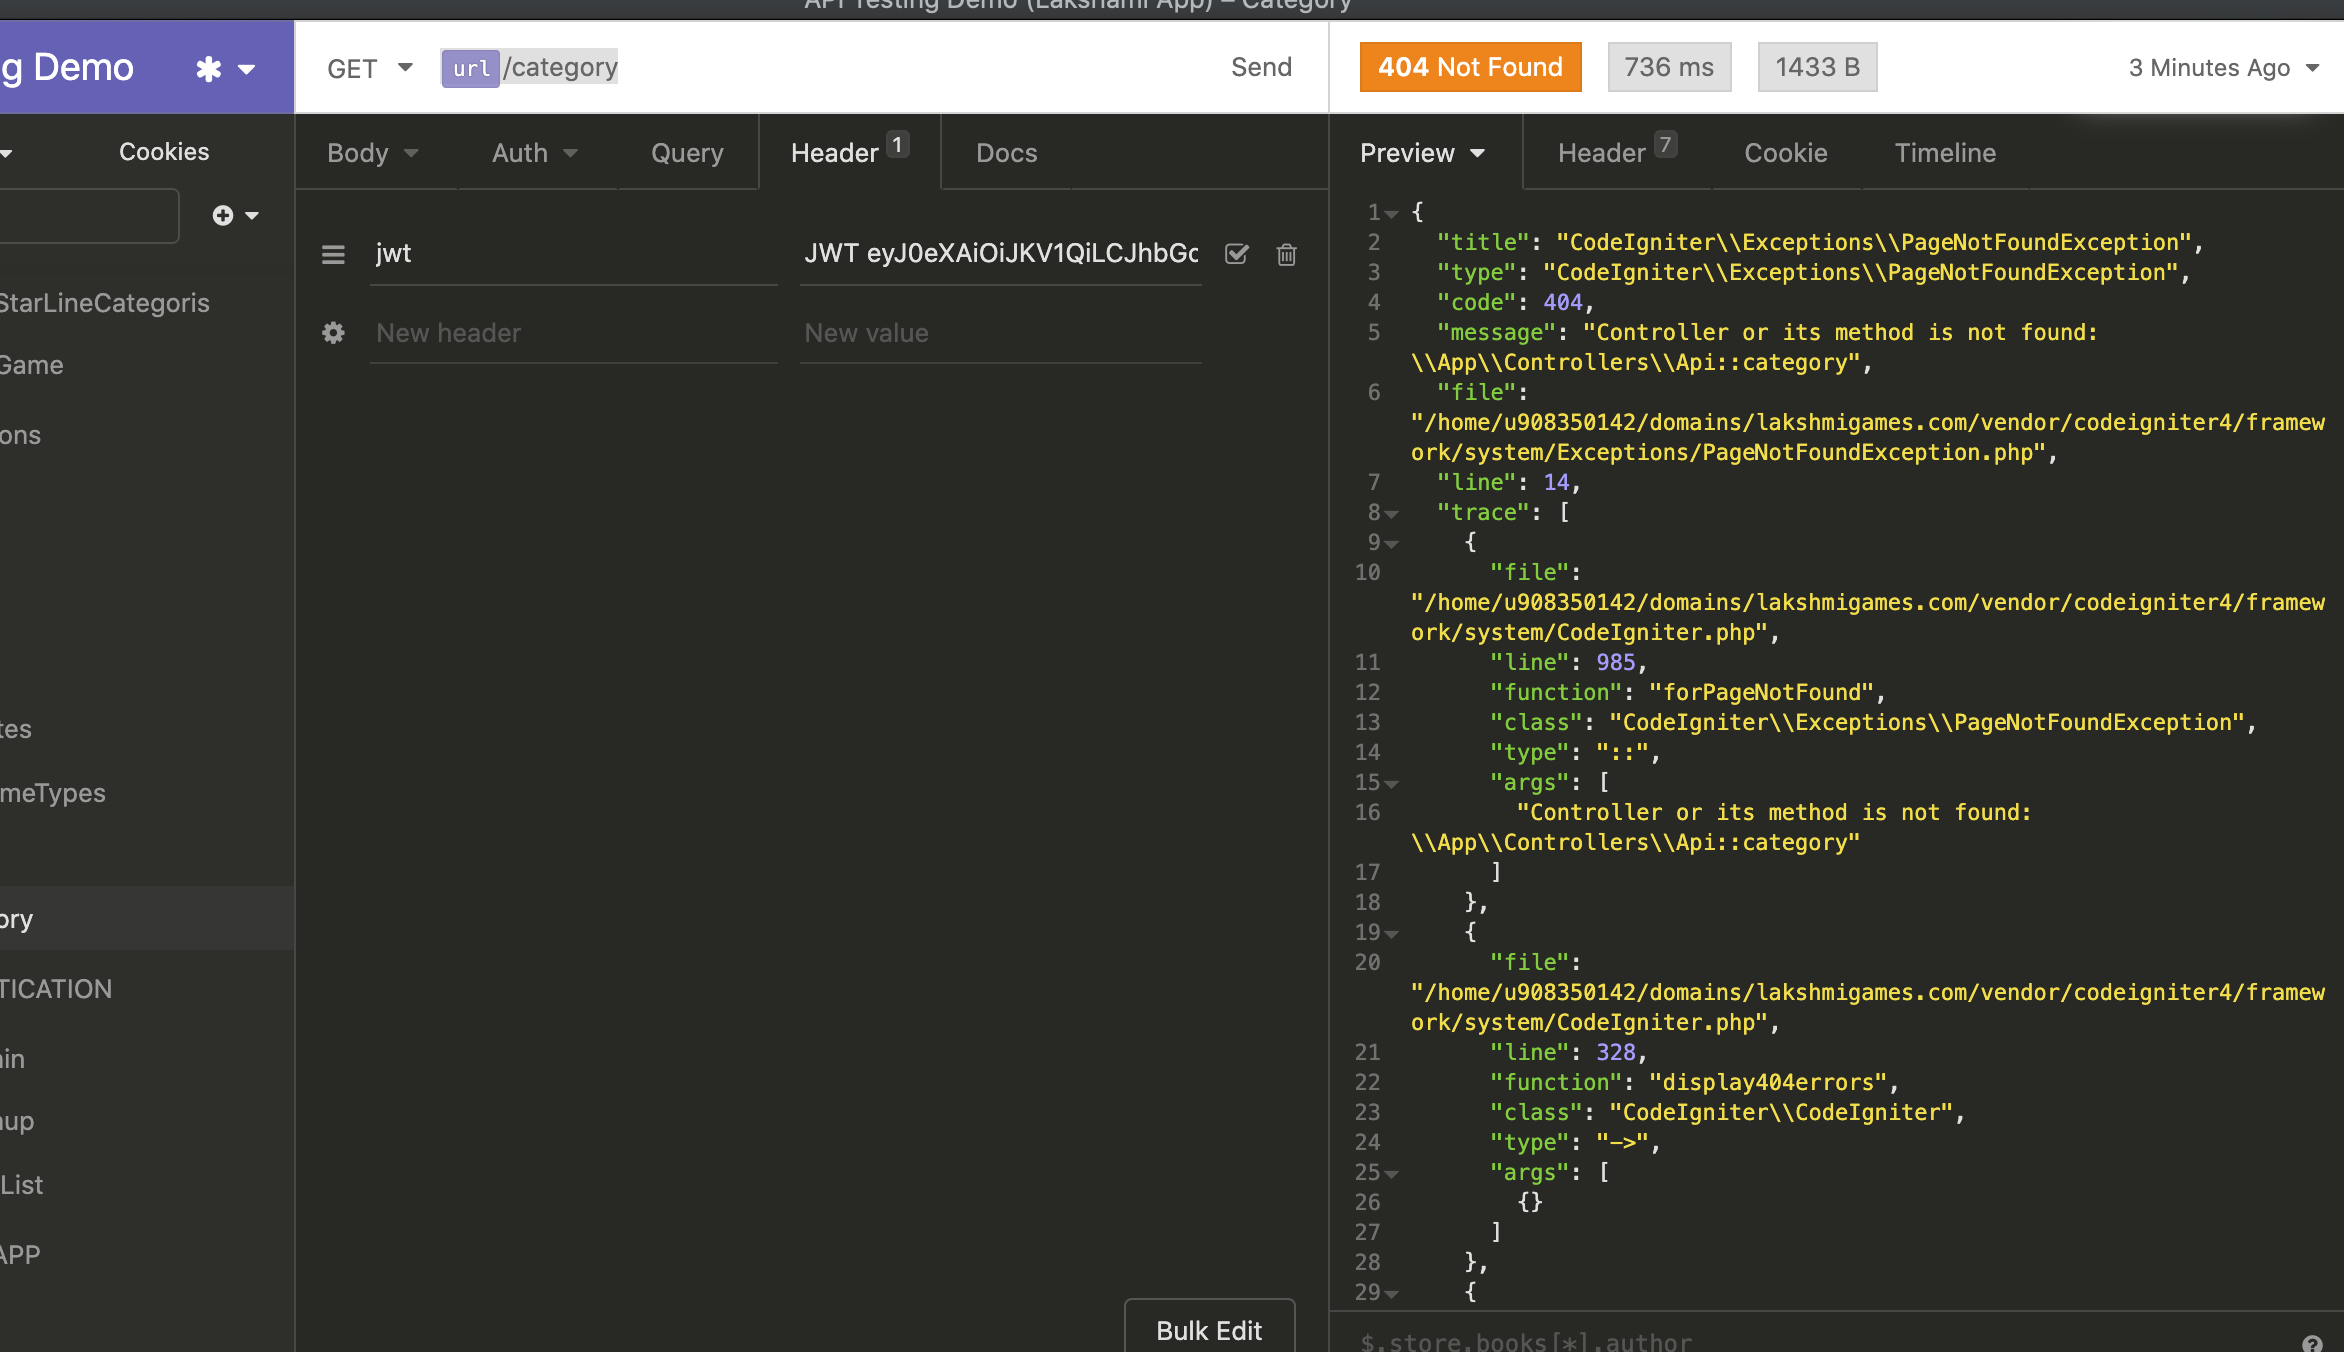 API Testing Demo (Lakshami App) – Category
g Demo
GET url/category
Send
404 Not Found
736 ms
1433 B
3 Minutes Ago
Cookies
Body
Auth
Query
Header 1
Docs
Preview
Header 7
Cookie
Timeline
jwt
JWT eyJ0eXAiOiJKV1QiLCJhbGc
New header
New value
StarLineCategoris
Game
ons
tes
meTypes
ory
TICATION
in
up
List
APP
Bulk Edit
1 {
2 "title": "CodeIgniter\\Exceptions\\PageNotFoundException",
3 "type": "CodeIgniter\\Exceptions\\PageNotFoundException",
4 "code": 404,
5 "message": "Controller or its method is not found:
\\App\\Controllers\\Api::category",
6 "file":
"/home/u908350142/domains/lakshmigames.com/vendor/codeigniter4/framew
ork/system/Exceptions/PageNotFoundException.php",
7 "line": 14,
8 "trace": [
9 {
10 "file":
"/home/u908350142/domains/lakshmigames.com/vendor/codeigniter4/framew
ork/system/CodeIgniter.php",
11 "line": 985,
12 "function": "forPageNotFound",
13 "class": "CodeIgniter\\Exceptions\\PageNotFoundException",
14 "type": "::",
15 "args": [
16 "Controller or its method is not found:
\\App\\Controllers\\Api::category"
17 ]
18 },
19 {
20 "file":
"/home/u908350142/domains/lakshmigames.com/vendor/codeigniter4/framew
ork/system/CodeIgniter.php",
21 "line": 328,
22 "function": "display404errors",
23 "class": "CodeIgniter\\CodeIgniter",
24 "type": "->",
25 "args": [
26 {}
27 ]
28 },
29 {
$.store.books[*].author